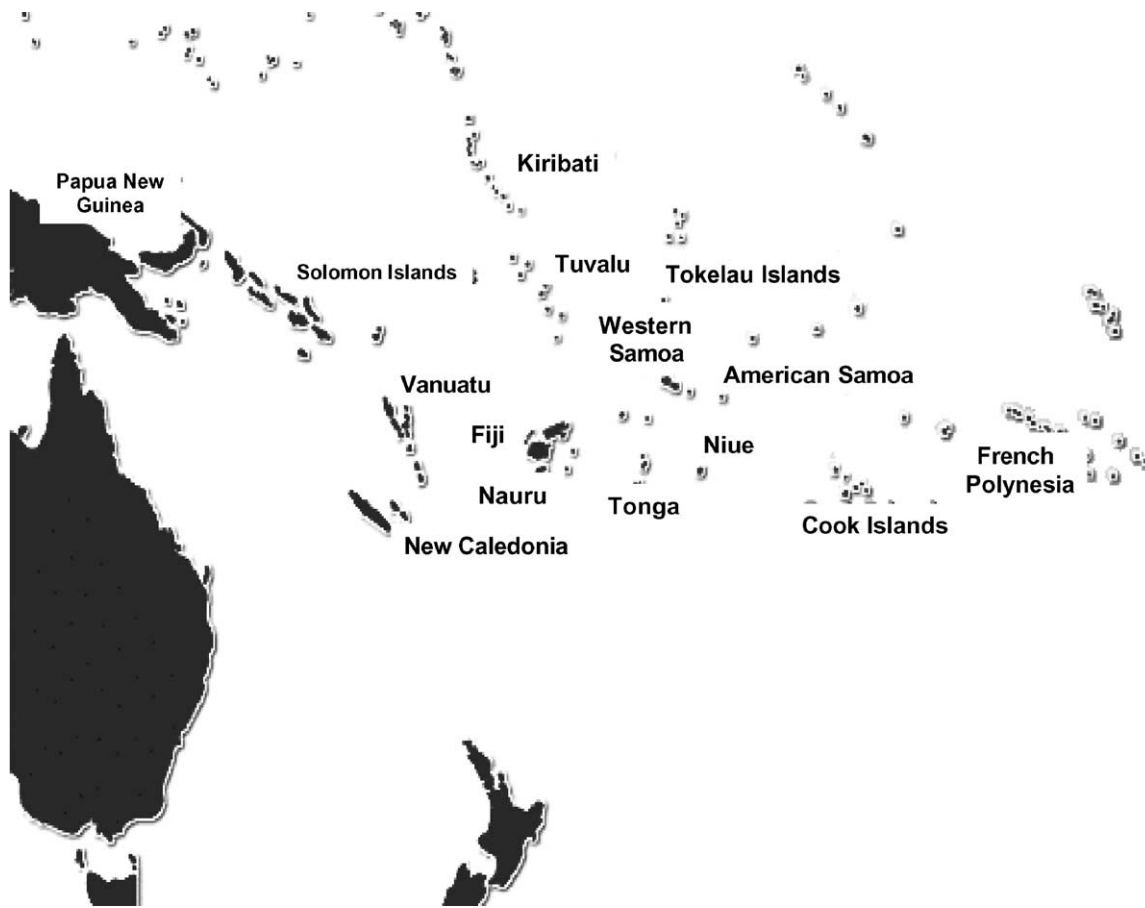 Kiribati
Papua New
Guinea
Solomon Islands
Tuvalu
Tokelau Islands
Western
Samoa
American Samoa
Vanuatu
Fiji
Niue
French
Polynesia
Nauru
Tonga
Cook Islands
New Caledonia